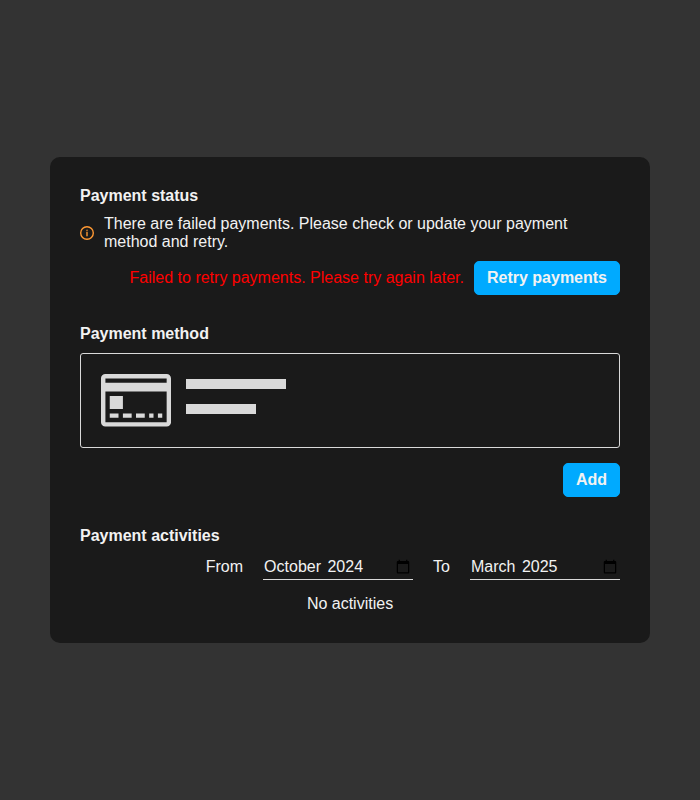 Payment status
There are failed payments. Please check or update your payment
method and retry.
Failed to retry payments. Please try again later.
Retry payments
Payment method
Add
Payment activities
From October 2024 To March 2025
No activities